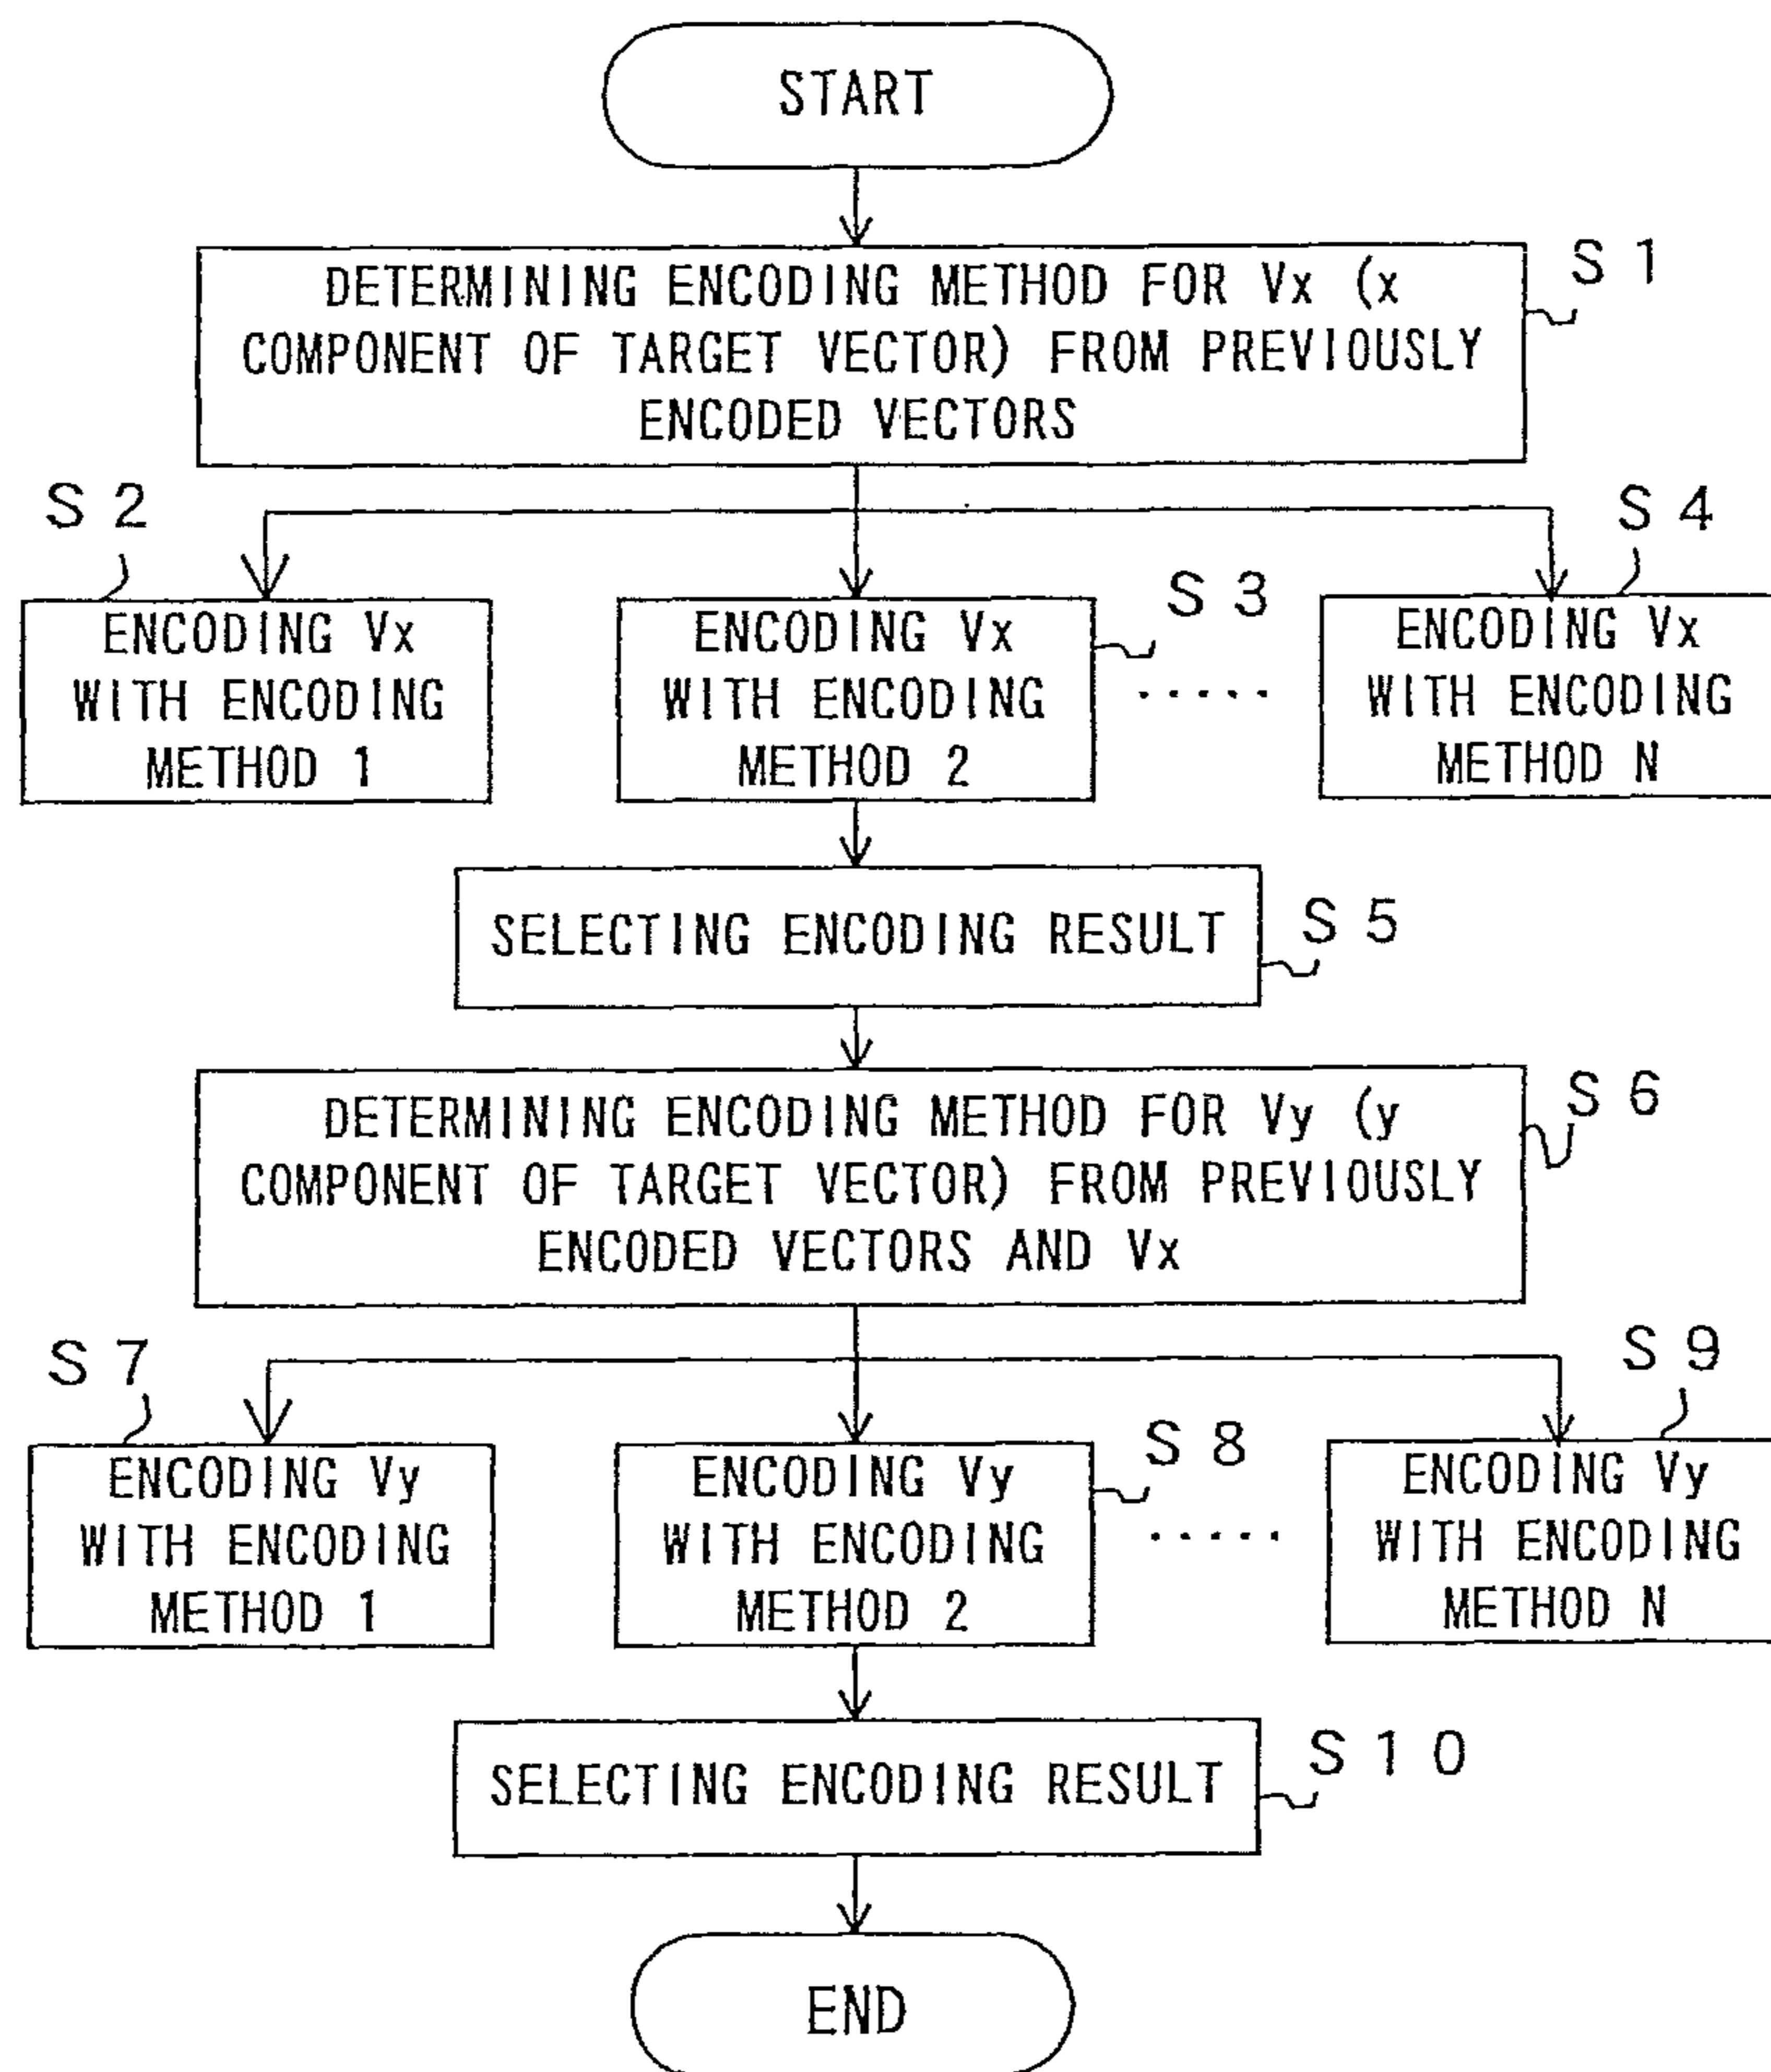 START
DETERMINING ENCODING METHOD FOR Vx (x
COMPONENT OF TARGET VECTOR) FROM PREVIOUSLY
ENCODED VECTORS
S 1
S 2
ENCODING Vx
WITH ENCODING
METHOD 1
ENCODING Vx
WITH ENCODING
METHOD 2
S 3
.....
S 4
ENCODING Vx
WITH ENCODING
METHOD N
SELECTING ENCODING RESULT
S 5
DETERMINING ENCODING METHOD FOR Vy (y
COMPONENT OF TARGET VECTOR) FROM PREVIOUSLY
ENCODED VECTORS AND Vx
S 6
S 7
ENCODING Vy
WITH ENCODING
METHOD 1
ENCODING Vy
WITH ENCODING
METHOD 2
S 8
.....
S 9
ENCODING Vy
WITH ENCODING
METHOD N
SELECTING ENCODING RESULT
S 1 0
END